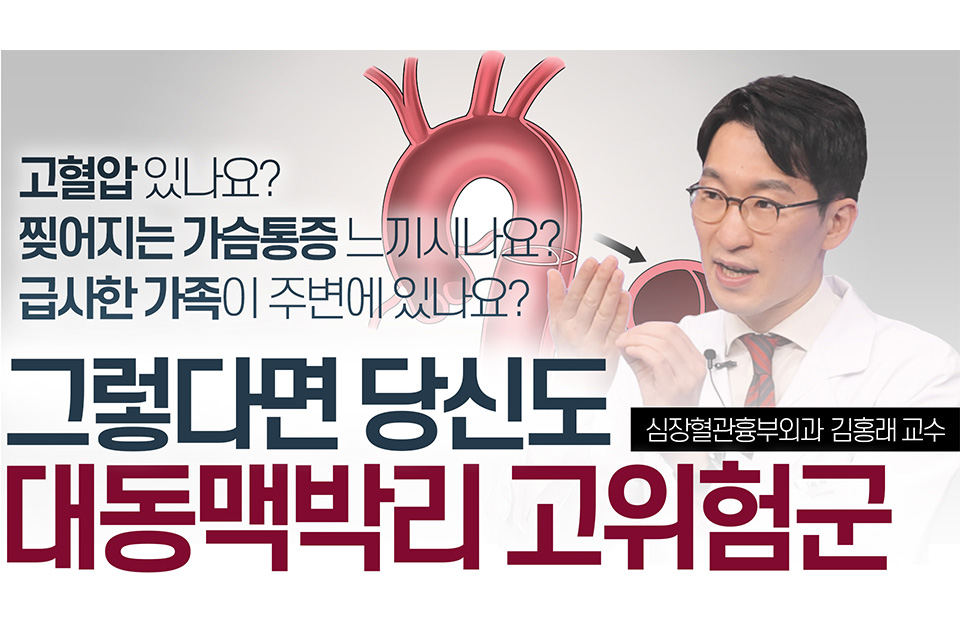 고혈압 있나요?
찢어지는 가슴통증 느끼시나요?
급사한 가족이 주변에 있나요?
그렇다면 당신도
심장혈관흉부외과 김홍래 교수
대동맥박리 고위험군